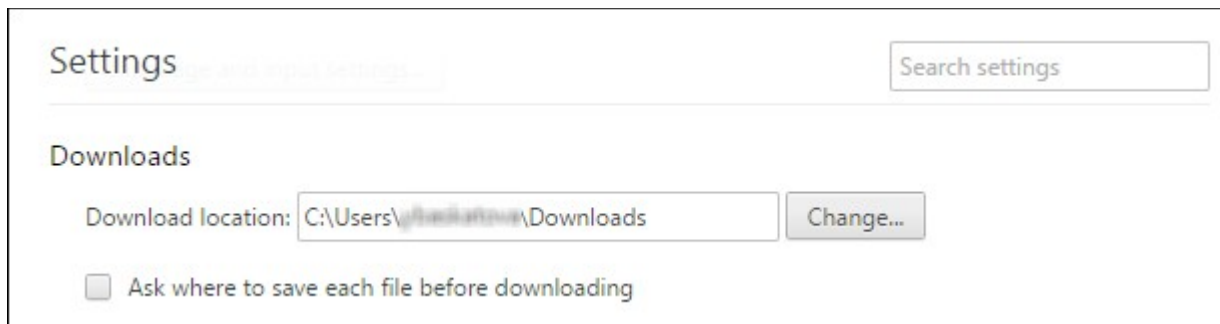 Settings
Search settings
Downloads
Download location: C:\Users\ \Downloads Change...
Ask where to save each file before downloading